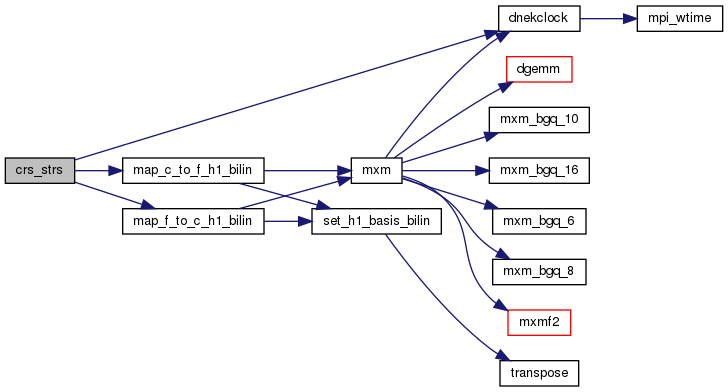 dnekclock
mpi_wtime
dgemm
mxm_bgq_10
crs_strs
map_c_to_f_h1_bilin
mxm
mxm_bgq_16
map_f_to_c_h1_bilin
set_h1_basis_bilin
mxm_bgq_6
mxm_bgq_8
mxmf2
transpose